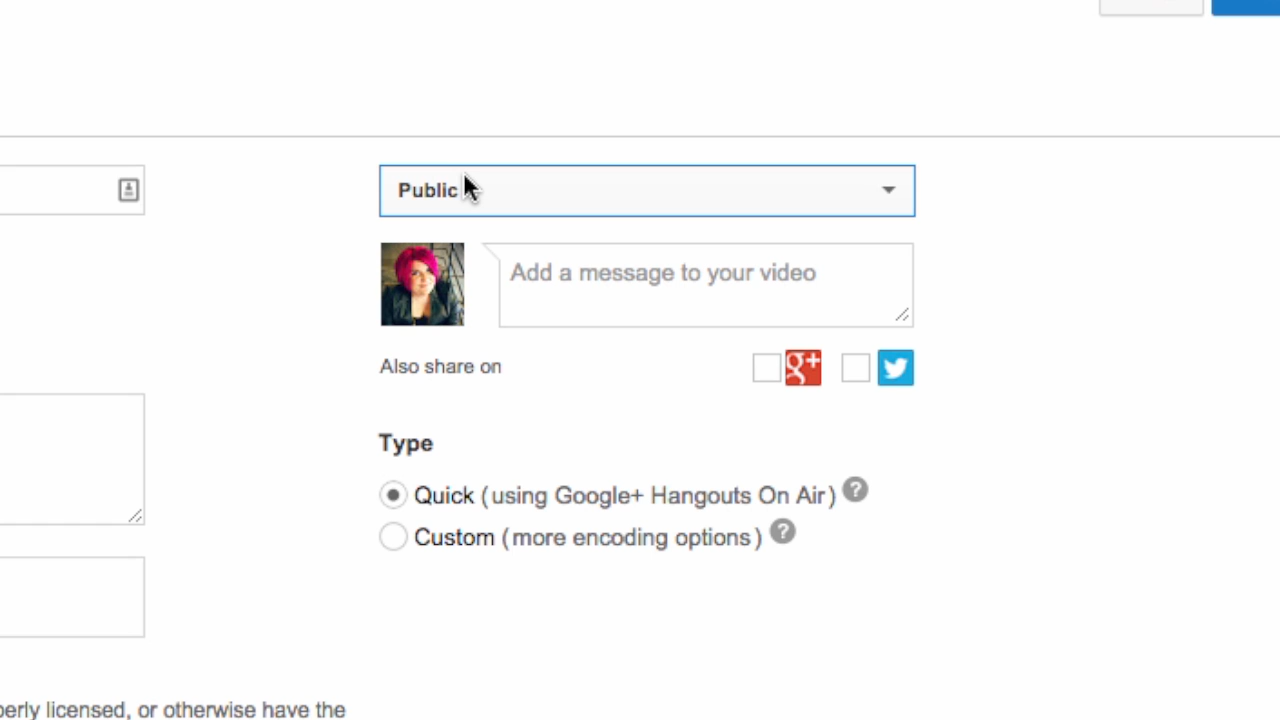 Public
Add a message to your video
Also share on
g+
Type
Quick (using Google+ Hangouts On Air) ?
Custom (more encoding options) ?
licensed, or otherwise have the